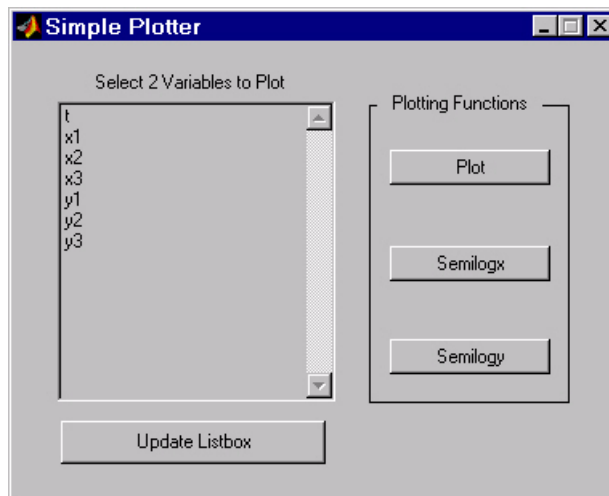 Simple Plotter
Select 2 Variables to Plot
t
x1
x2
x3
y1
y2
y3
Update Listbox
Plotting Functions
Plot
Semilogx
Semilogy